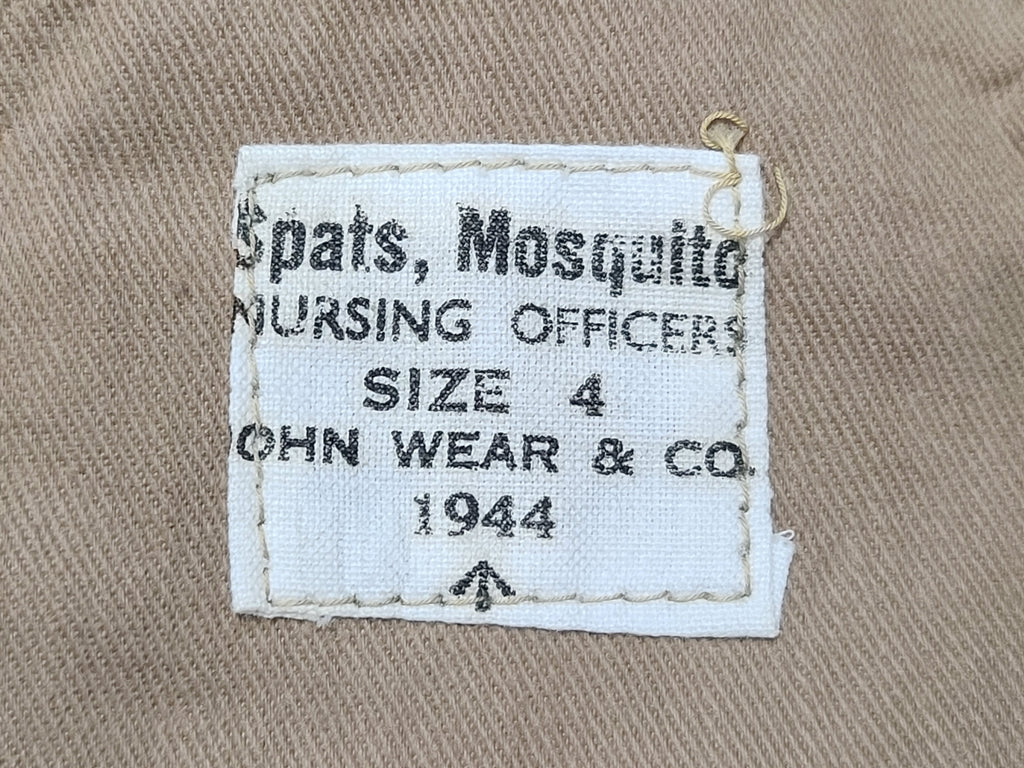 Spats, Mosquito
NURSING OFFICERS
SIZE 4
JOHN WEAR & CO.
1944